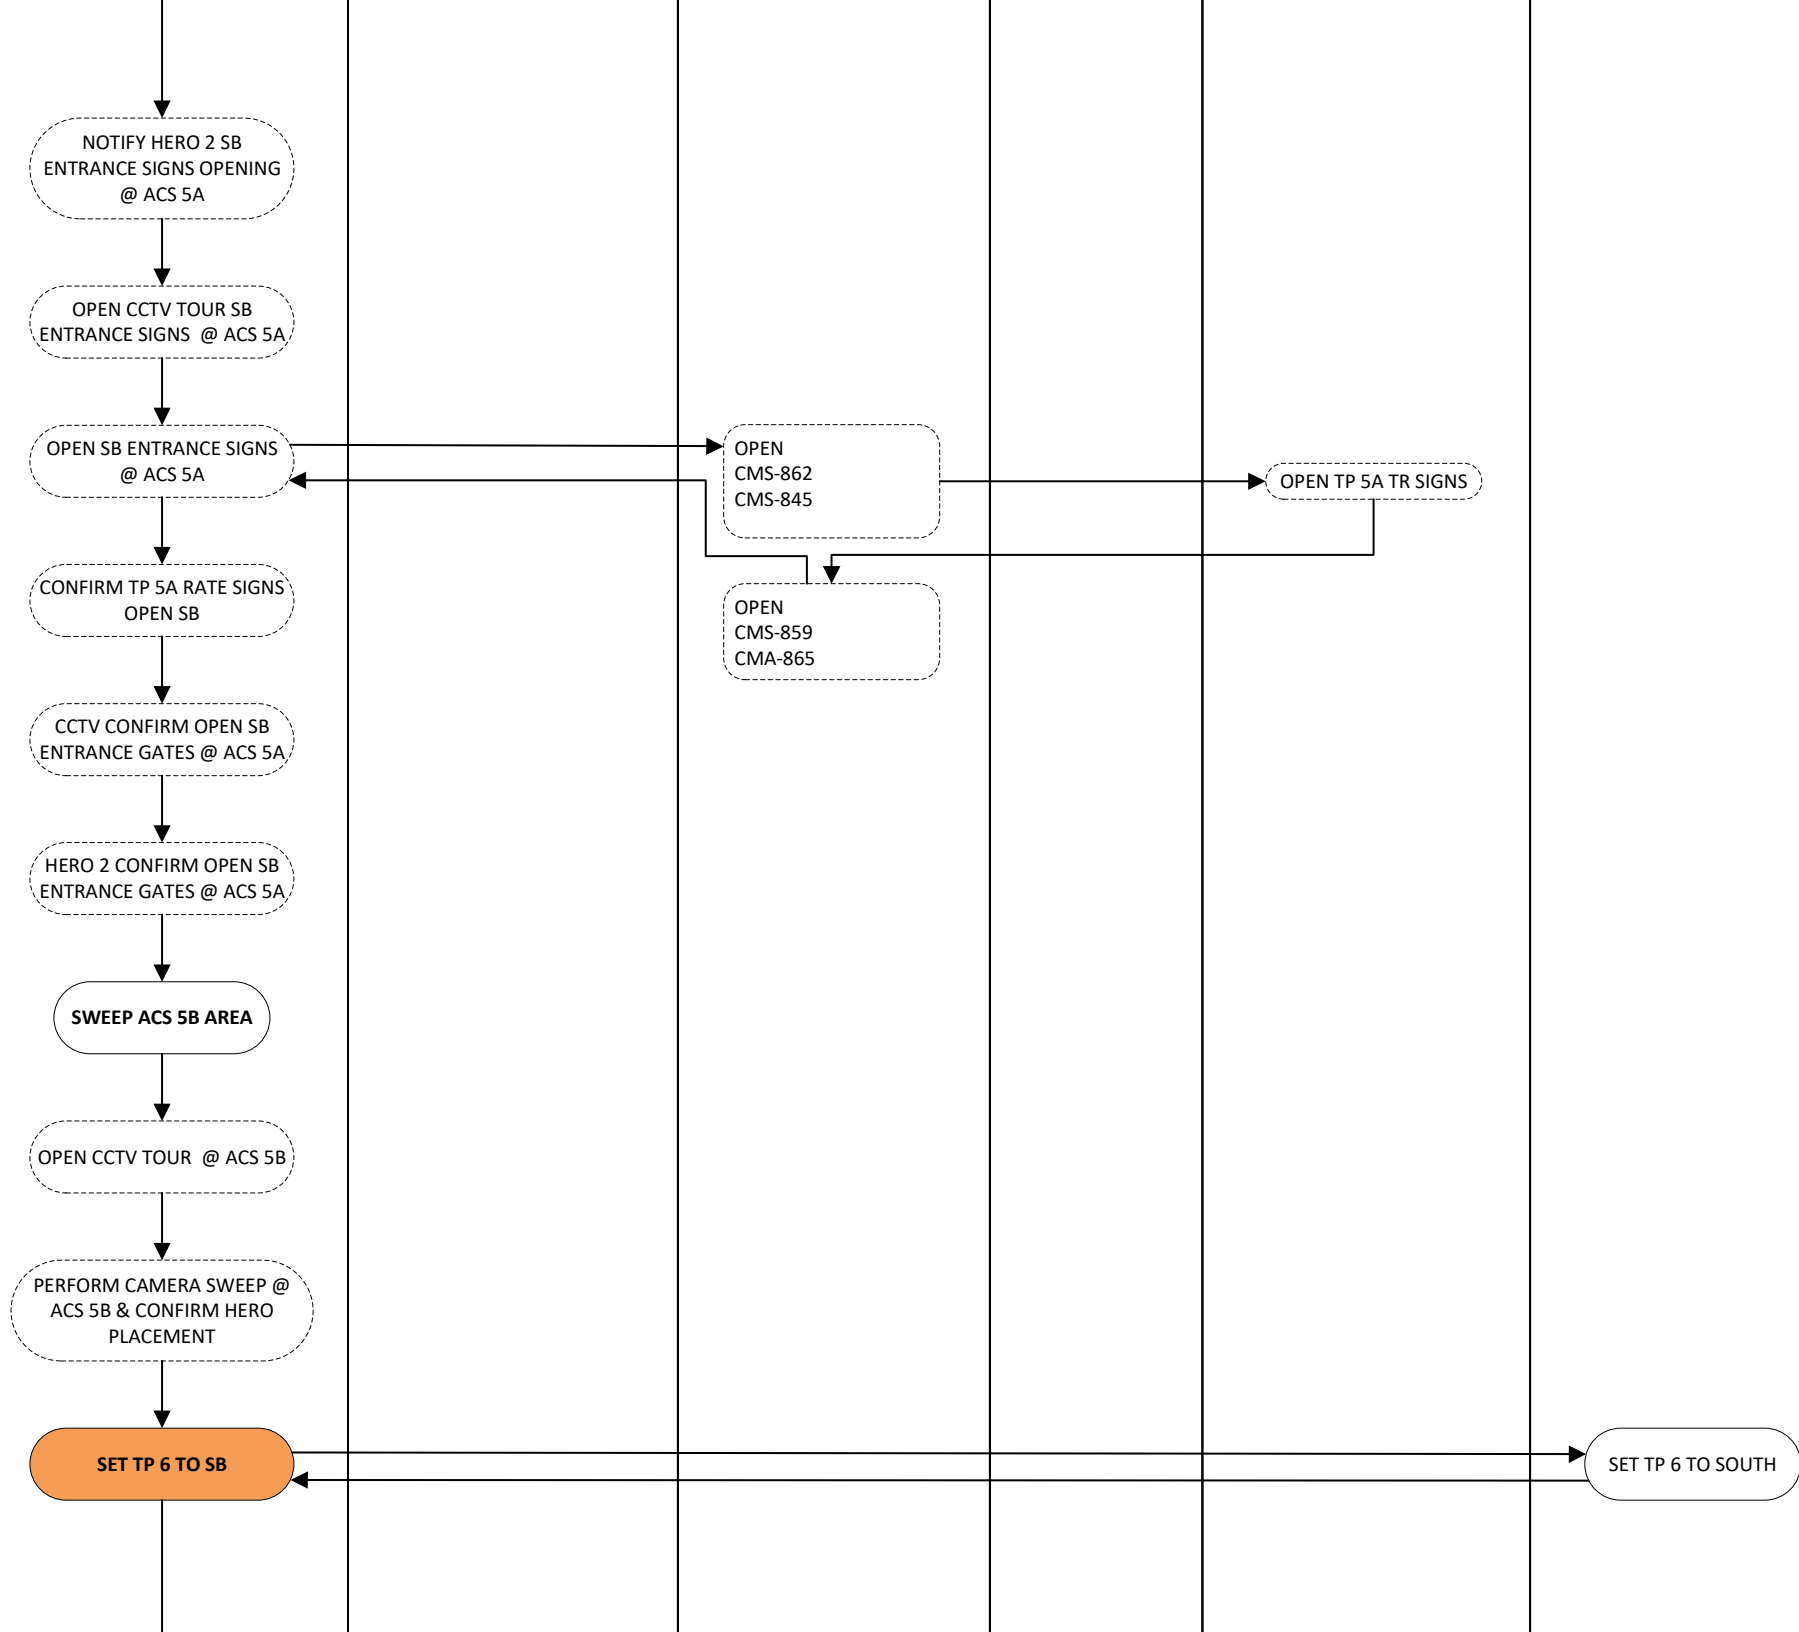 NOTIFY HERO 2 SB
ENTRANCE SIGNS OPENING
@ ACS 5A
OPEN CCTV TOUR SB
ENTRANCE SIGNS @ ACS 5A
OPEN SB ENTRANCE SIGNS
@ ACS 5A
OPEN
CMS-862
CMS-845
OPEN TP 5A TR SIGNS
CONFIRM TP 5A RATE SIGNS
OPEN SB
OPEN
CMS-859
CMA-865
CCTV CONFIRM OPEN SB
ENTRANCE GATES @ ACS 5A
HERO 2 CONFIRM OPEN SB
ENTRANCE GATES @ ACS 5A
SWEEP ACS 5B AREA
OPEN CCTV TOUR @ ACS 5B
PERFORM CAMERA SWEEP @
ACS 5B & CONFIRM HERO
PLACEMENT
SET TP 6 TO SB
SET TP 6 TO SOUTH